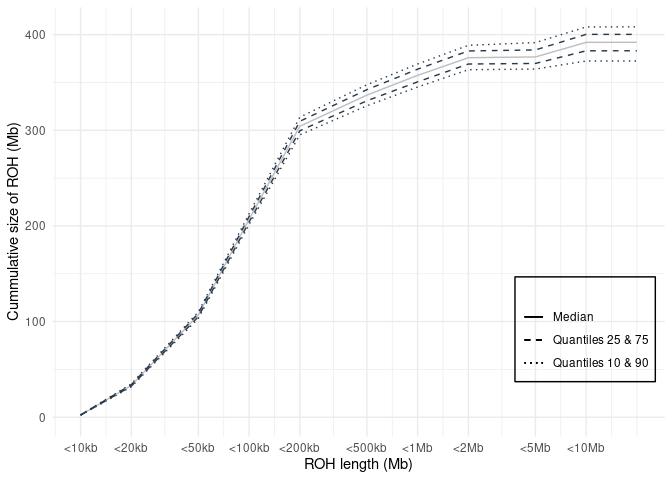 400
300
200
100
0
Cummulative size of ROH (Mb)
Median
Quantiles 25 & 75
Quantiles 10 & 90
<10kb <20kb <50kb <100kb <200kb <500kb <1Mb <2Mb <5Mb <10Mb
ROH length (Mb)